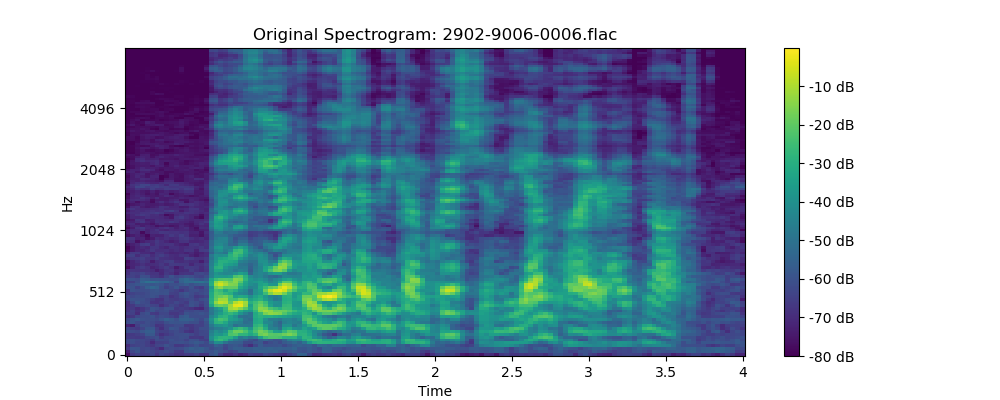 Original Spectrogram: 2902-9006-0006.flac
Hz
4096
2048
1024
512
0
0
0.5
1
1.5
2
2.5
3
3.5
4
Time
-10 dB
-20 dB
-30 dB
-40 dB
-50 dB
-60 dB
-70 dB
-80 dB